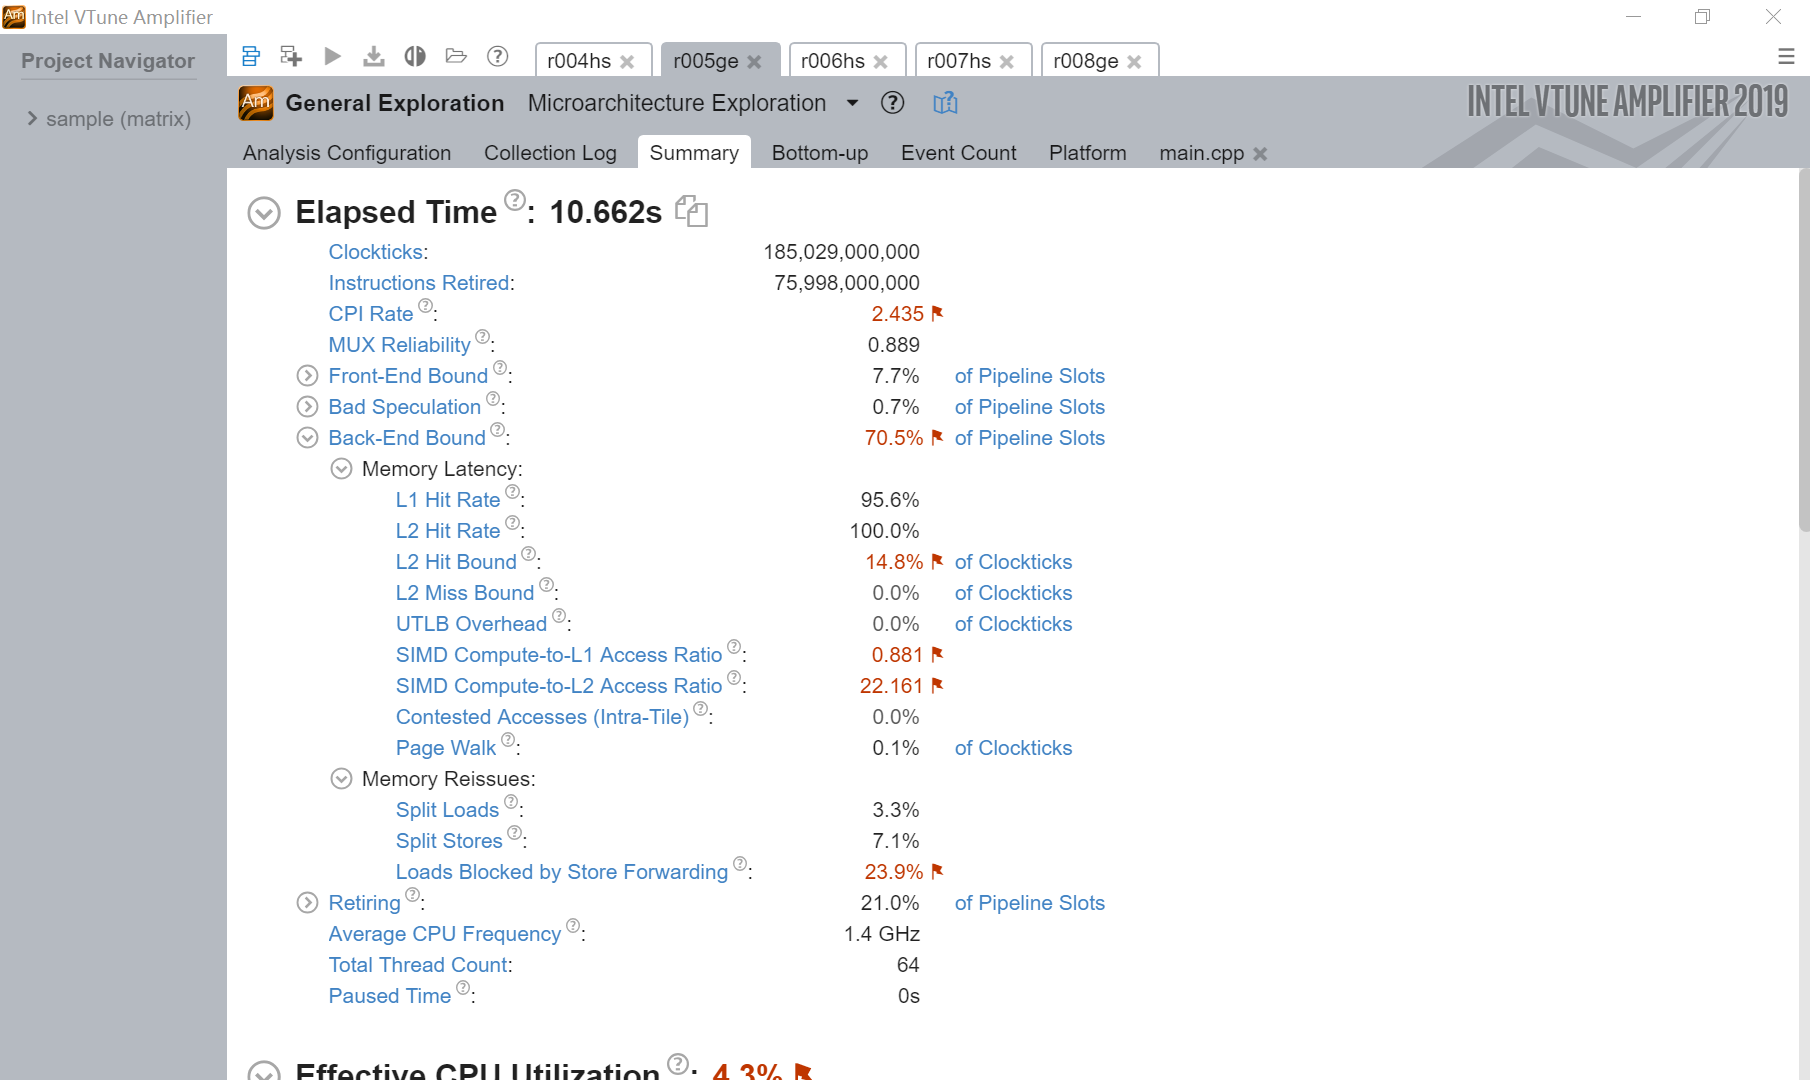 Am Intel VTune Amplifier
Project Navigator
sample (matrix)
r004hs
r005ge
r006hs
r007hs
r008ge
Am General Exploration Microarchitecture Exploration
INTEL VTUNE AMPLIFIER 2019
Analysis Configuration Collection Log Summary Bottom-up Event Count Platform main.cpp
Elapsed Time ?: 10.662s
Clockticks: 185,029,000,000
Instructions Retired: 75,998,000,000
CPI Rate ?: 2.435
MUX Reliability ?: 0.889
Front-End Bound ?: 7.7% of Pipeline Slots
Bad Speculation ?: 0.7% of Pipeline Slots
Back-End Bound ?: 70.5% of Pipeline Slots
Memory Latency:
L1 Hit Rate ?: 95.6%
L2 Hit Rate ?: 100.0%
L2 Hit Bound ?: 14.8% of Clockticks
L2 Miss Bound ?: 0.0% of Clockticks
UTLB Overhead ?: 0.0% of Clockticks
SIMD Compute-to-L1 Access Ratio ?: 0.881
SIMD Compute-to-L2 Access Ratio ?: 22.161
Contested Accesses (Intra-Tile) ?: 0.0%
Page Walk ?: 0.1% of Clockticks
Memory Reissues:
Split Loads ?: 3.3%
Split Stores ?: 7.1%
Loads Blocked by Store Forwarding ?: 23.9%
Retiring ?: 21.0% of Pipeline Slots
Average CPU Frequency ?: 1.4 GHz
Total Thread Count: 64
Paused Time ?: 0s
Effective CPU Utilization ?: 4.3%